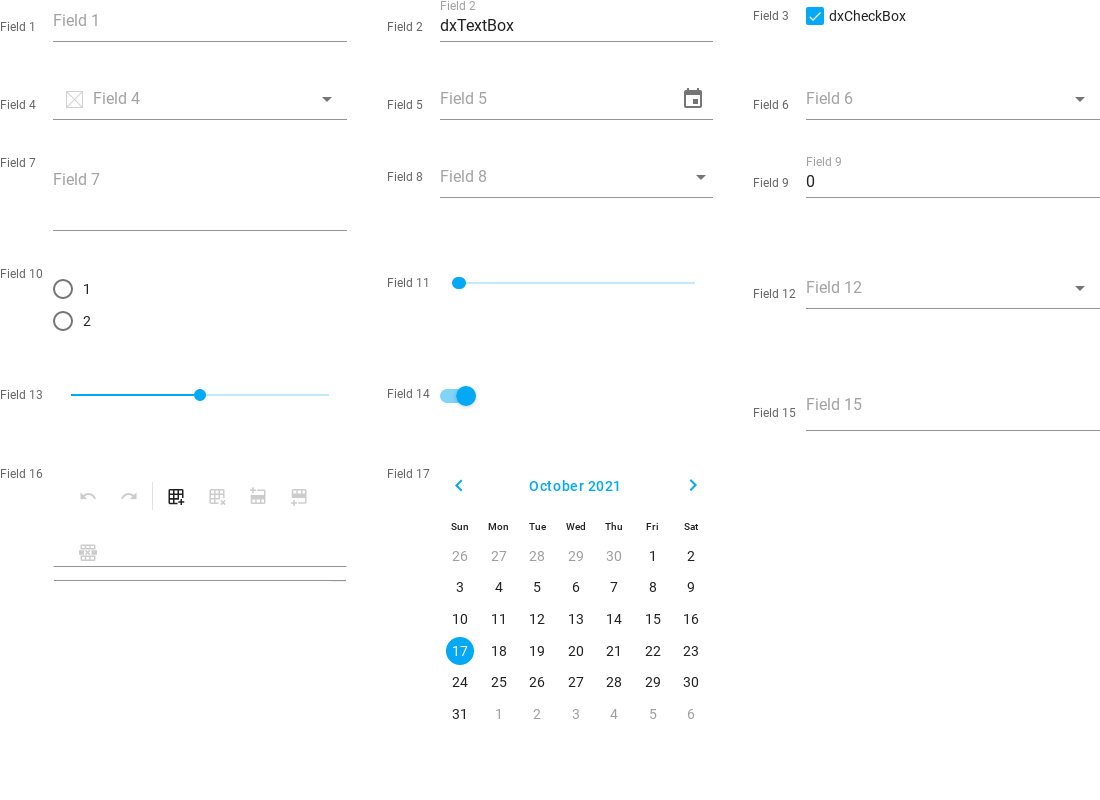 Field 1
Field 1
Field 2
Field 2
dxTextBox
Field 3
dxCheckBox
Field 4
Field 4
Field 5
Field 5
Field 6
Field 6
Field 7
Field 7
Field 8
Field 8
Field 9
Field 9
0
Field 10
1
2
Field 11
Field 12
Field 12
Field 13
Field 14
Field 15
Field 15
Field 16
Field 17
October 2021
Sun Mon Tue Wed Thu Fri Sat
26 27 28 29 30 1 2
3 4 5 6 7 8 9
10 11 12 13 14 15 16
17 18 19 20 21 22 23
24 25 26 27 28 29 30
31 1 2 3 4 5 6